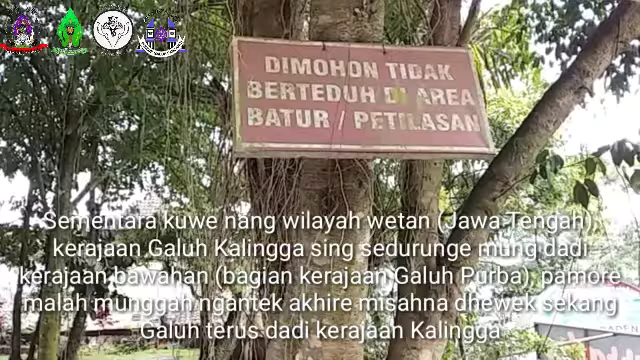 DIMOHON TIDAK
BERTEDUH DI AREA
BATUR / PETILASAN
Sementara kuwe nang wilayah wetan (Jawa Tengah),
kerajaan Galuh Kalingga sing sedurunge mung dadi
kerajaan bawahan (bagian kerajaan Galuh Purba), pamore
malah munggah ngantek akhire misahna dhewek sekang
Galuh terus dadi kerajaan Kalingga